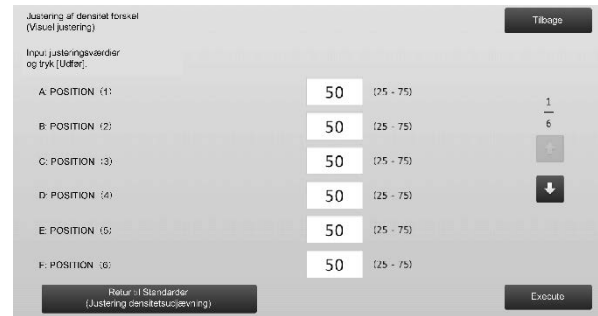 Justering af densitet forskel
(Visuel justering)
Tilbage
Input justeringsværdier
og tryk [Udfør].
A: POSITION (1) 50 (25 - 75)
B: POSITION (2) 50 (25 - 75)
C: POSITION (3) 50 (25 - 75)
D: POSITION (4) 50 (25 - 75)
E: POSITION (5) 50 (25 - 75)
F: POSITION (6) 50 (25 - 75)
1
6
Retur til Standarder
(Justering densitetsudjævning)
Execute